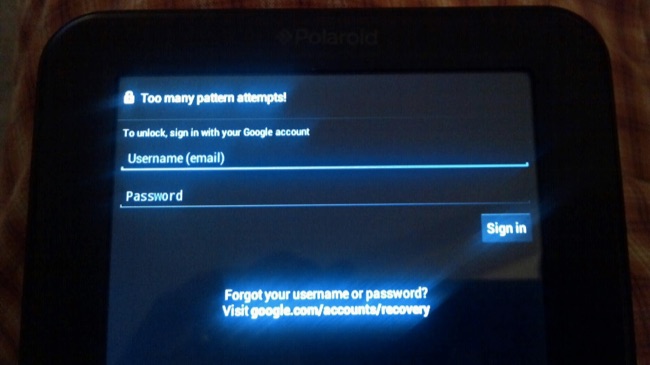 Polaroid
Too many pattern attempts!
To unlock, sign in with your Google account
Username (email)
Password
Sign in
Forgot your username or password?
Visit google.com/accounts/recovery